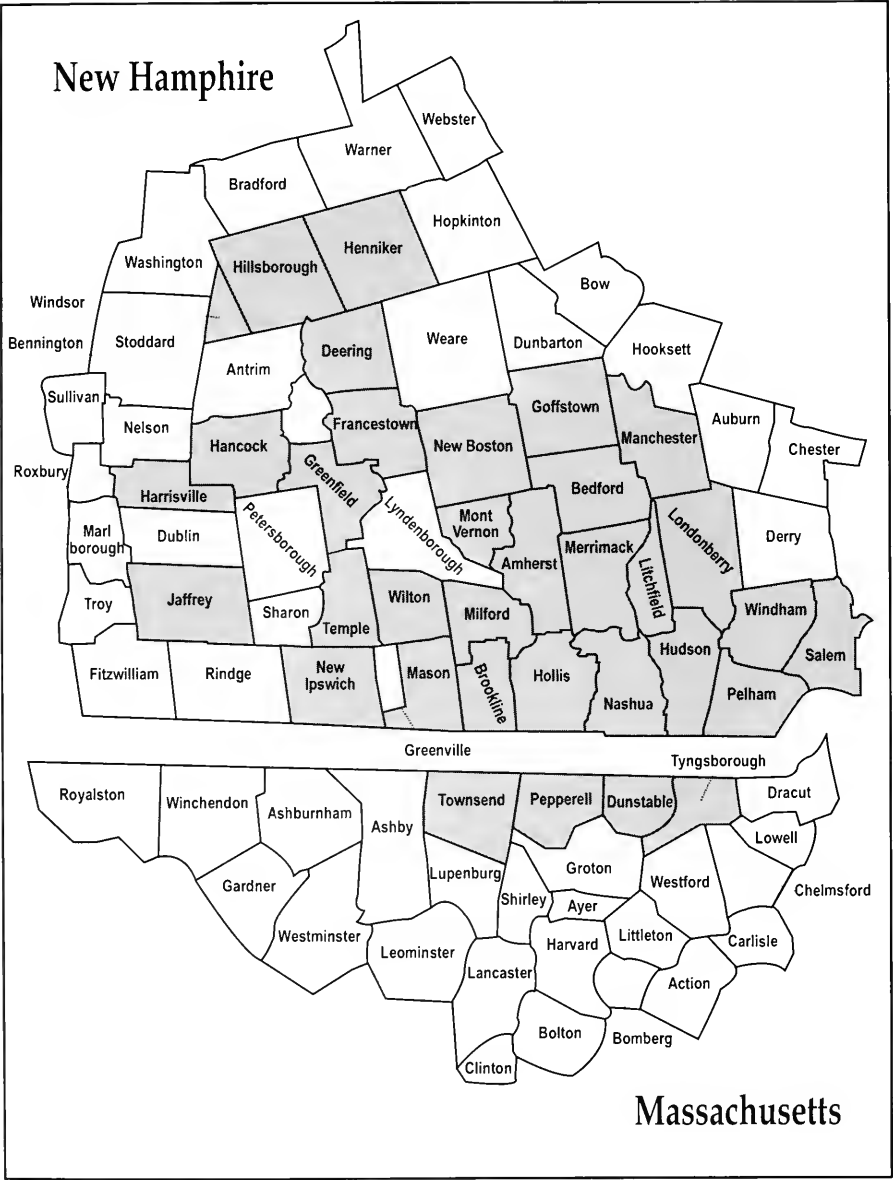 New Hamphire
Webster
Warner
Bradford
Hopkinton
Henniker
Washington
Hillsborough
Bow
Windsor
Bennington
Stoddard
Weare
Dunbarton
Deering
Hooksett
Antrim
Sullivan
Goffstown
Nelson
Francestown
Auburn
Hancock
New Boston
Manchester
Chester
Roxbury
Greenfield
Harrisville
Bedford
Petersborough
Lyndenborough
Mont
Vernon
Londonberry
Marl
borough
Dublin
Derry
Amherst
Merrimack
Litchfield
Troy
Jaffrey
Sharon
Temple
Wilton
Milford
Windham
Hudson
Salem
Fitzwilliam
Rindge
New
Ipswich
Mason
Brookline
Hollis
Nashua
Pelham
Greenville
Tyngsborough
Royalston
Winchendon
Ashburnham
Ashby
Townsend
Pepperell
Dunstable
Dracut
Lowell
Gardner
Lupenburg
Groton
Westford
Chelmsford
Shirley
Ayer
Westminster
Leominster
Harvard
Littleton
Carlisle
Lancaster
Action
Bolton
Bomberg
Clinton
Massachusetts